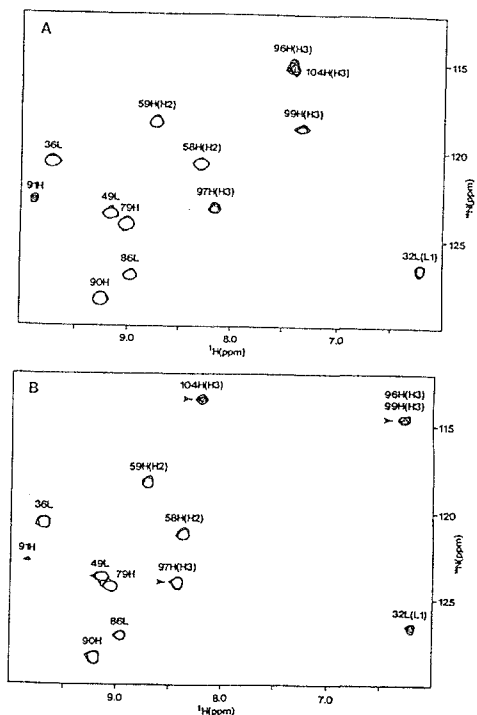 A
96H(H3)
104H(H3)
115
59H(H2)
99H(H3)
36L
58H(H2)
120
91H
49L
79H
97H(H3)
¹⁵N(ppm)
86L
32L(L1)
125
90H
9.0
8.0
7.0
¹H(ppm)
B
104H(H3)
96H(H3)
99H(H3)
115
59H(H2)
36L
58H(H2)
120
91H
49L
79H
97H(H3)
¹⁵N(ppm)
86L
32L(L1)
125
90H
9.0
8.0
7.0
¹H(ppm)